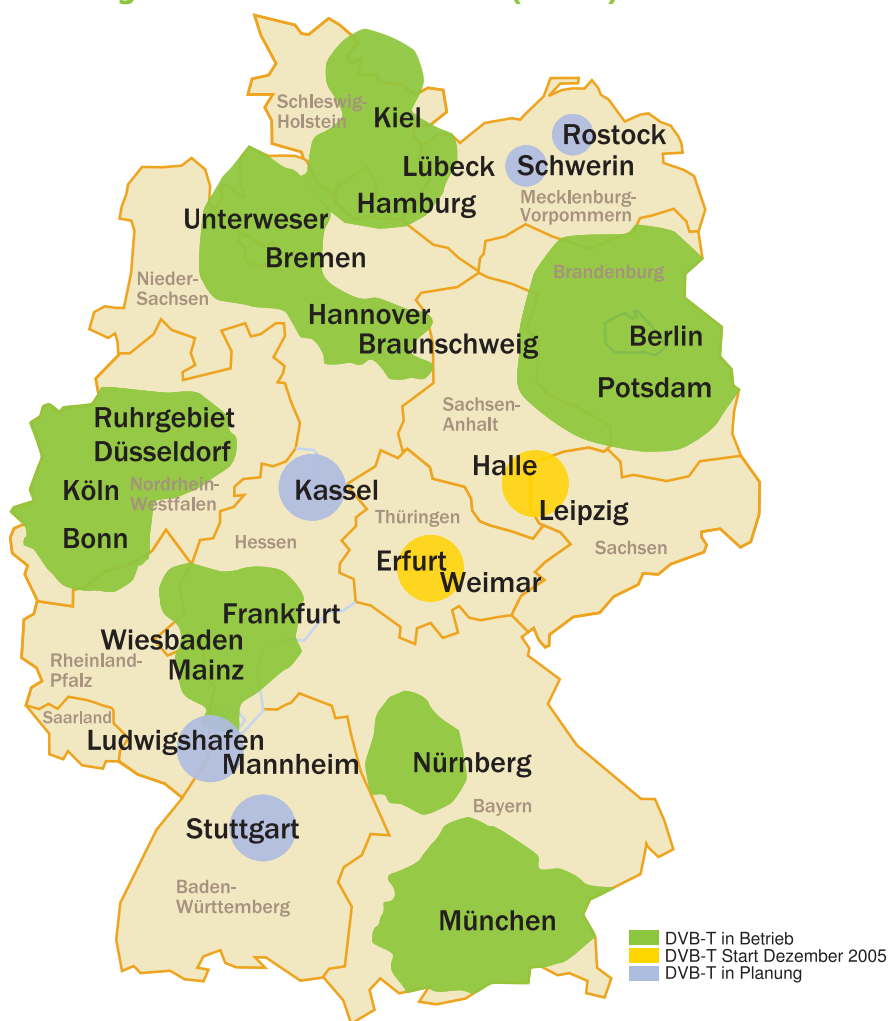 Schleswig-
Holstein
Kiel
Rostock
Lübeck
Schwerin
Hamburg
Mecklenburg-
Vorpommern
Unterweser
Bremen
Brandenburg
Nieder-
Sachsen
Hannover
Braunschweig
Berlin
Potsdam
Ruhrgebiet
Düsseldorf
Sachsen-
Anhalt
Köln
Nordrhein-
Westfalen
Bonn
Kassel
Halle
Leipzig
Thüringen
Hessen
Sachsen
Erfurt
Weimar
Frankfurt
Wiesbaden
Mainz
Rheinland-
Pfalz
Saarland
Ludwigshafen
Mannheim
Nürnberg
Bayern
Stuttgart
Baden-
Württemberg
München
DVB-T in Betrieb
DVB-T Start Dezember 2005
DVB-T in Planung